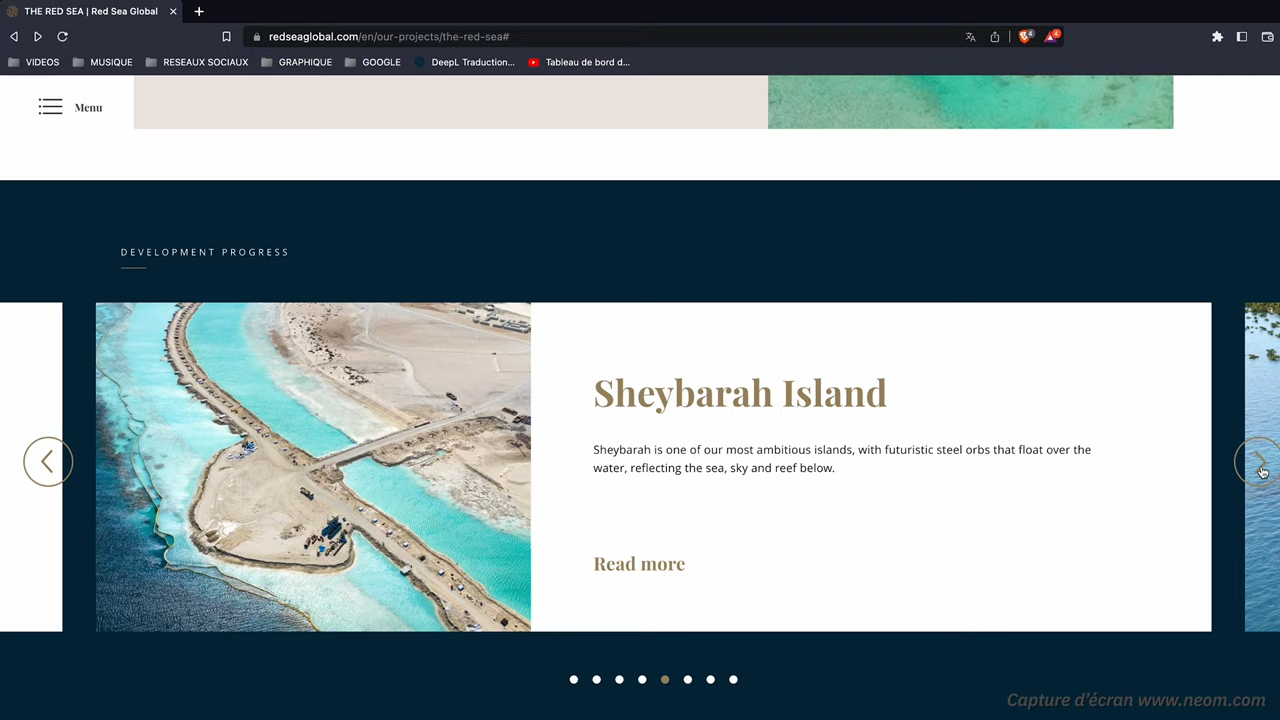 THE RED SEA | Red Sea Global
redseaglobal.com/en/our-projects/the-red-sea#
4
4
VIDEOS
MUSIQUE
RESEAUX SOCIAUX
GRAPHIQUE
GOOGLE
DeepL Traduction...
Tableau de bord d...
Menu
DEVELOPMENT PROGRESS
Sheybarah Island
Sheybarah is one of our most ambitious islands, with futuristic steel orbs that float over the
water, reflecting the sea, sky and reef below.
Read more
Capture d'écran www.neom.com